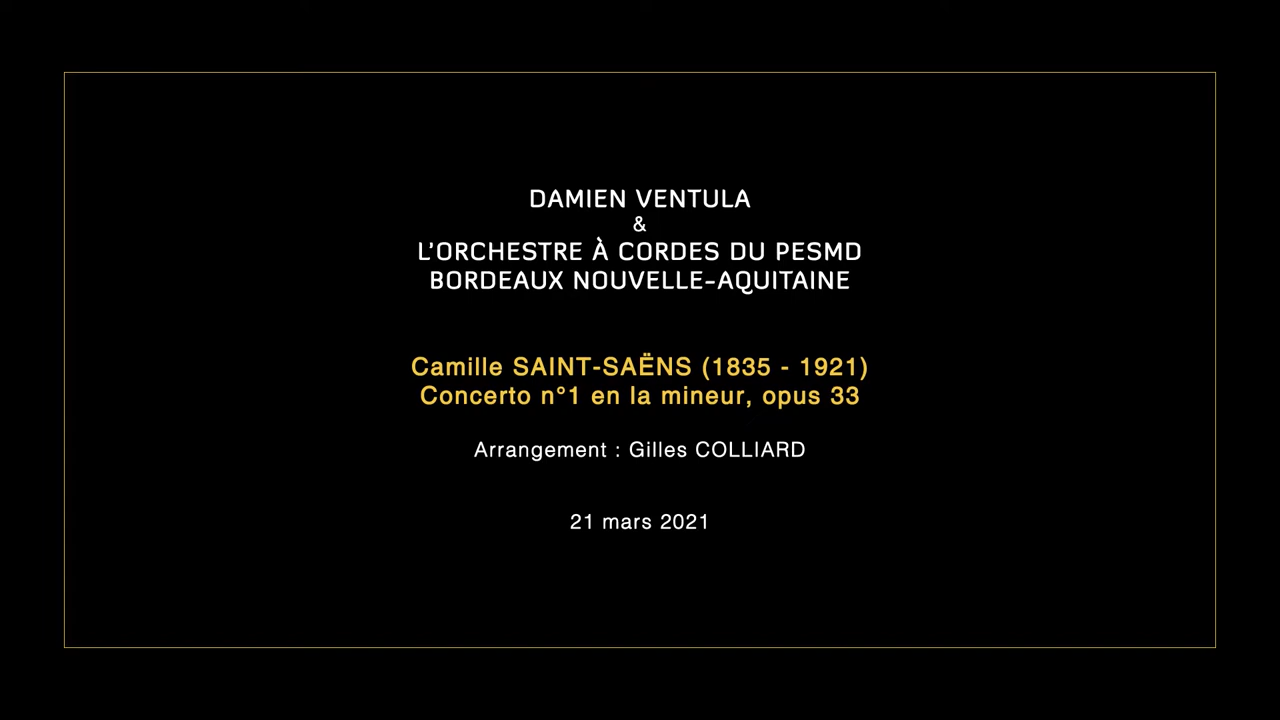 DAMIEN VENTULA
&
L’ORCHESTRE À CORDES DU PESMD
BORDEAUX NOUVELLE-AQUITAINE
Camille SAINT-SAËNS (1835 - 1921)
Concerto n°1 en la mineur, opus 33
Arrangement : Gilles COLLIARD
21 mars 2021